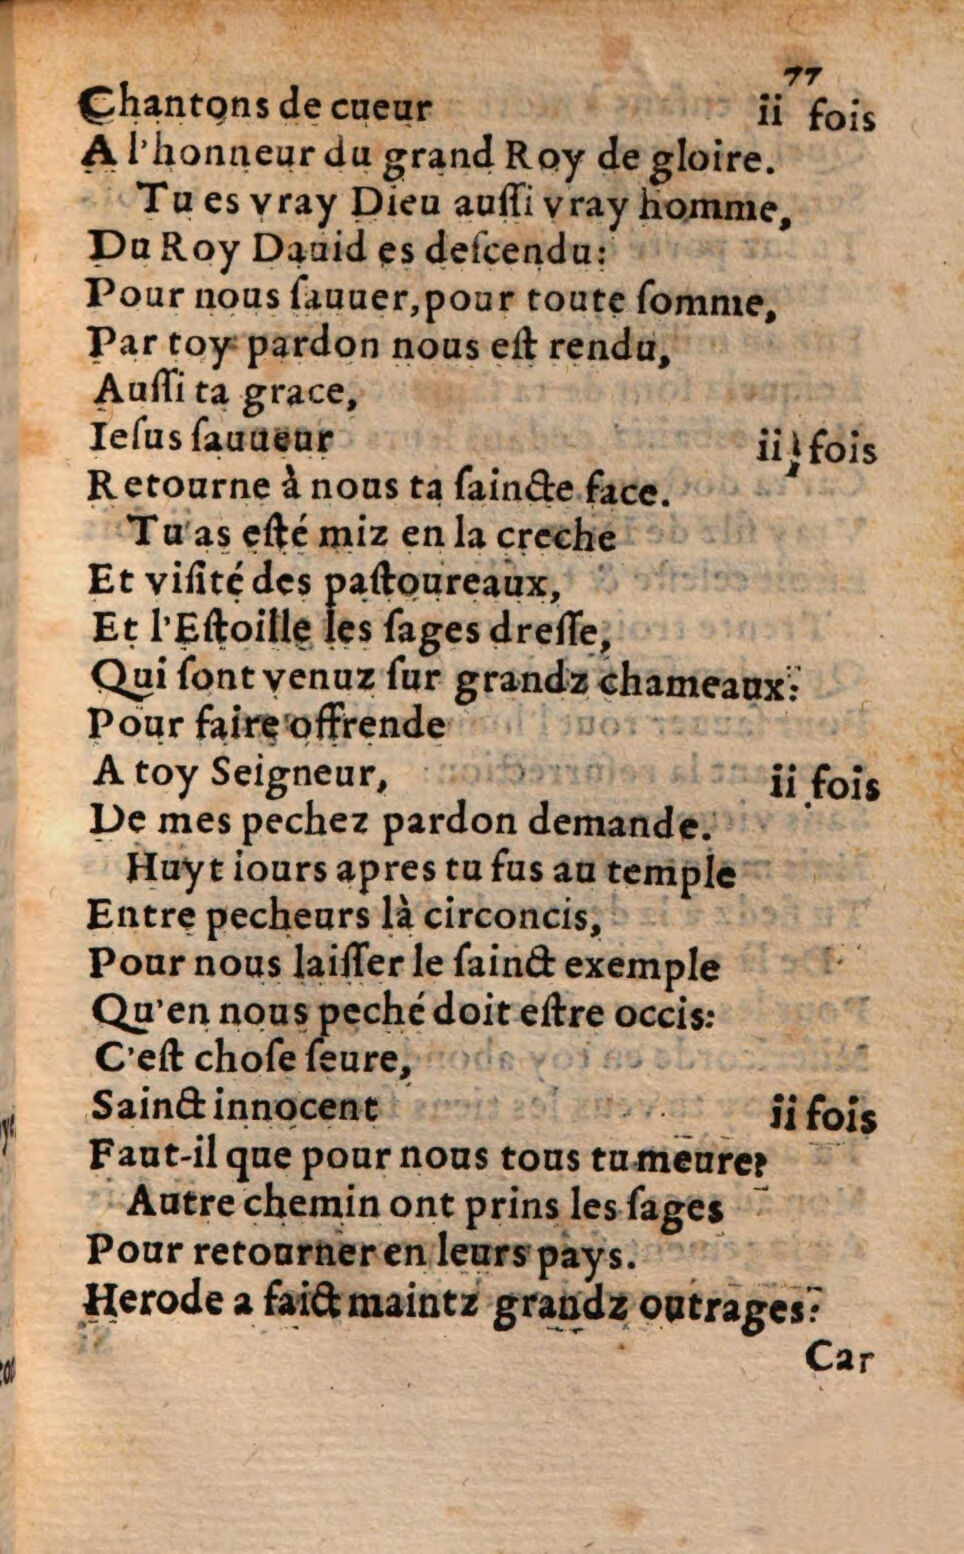 77
Chantons de cueur ii fois
A l'honneur du grand Roy de gloire.
Tu es vray Dieu auſſi vray homme,
Du Roy Dauid es deſcendu:
Pour nous ſauuer, pour toute ſomme,
Par toy pardon nous eſt rendu,
Auſſi ta grace,
Ieſus ſauueur ii fois
Retourne à nous ta ſaincte face.
Tu as eſté miz en la creche
Et viſité des paſtoureaux,
Et l'Eſtoille les ſages dreſſe,
Qui ſont venuz ſur grandz chameaux:
Pour faire offrende
A toy Seigneur, ii fois
De mes pechez pardon demande.
Huyt iours apres tu fus au temple
Entre pecheurs là circoncis,
Pour nous laiſſer le ſainct exemple
Qu'en nous peché doit eſtre occis:
C'eſt choſe ſeure,
Sainct innocent ii fois
Faut-il que pour nous tous tu meure?
Autre chemin ont prins les ſages
Pour retourner en leurs pays.
Herode a faict maintz grandz outrages:
Car